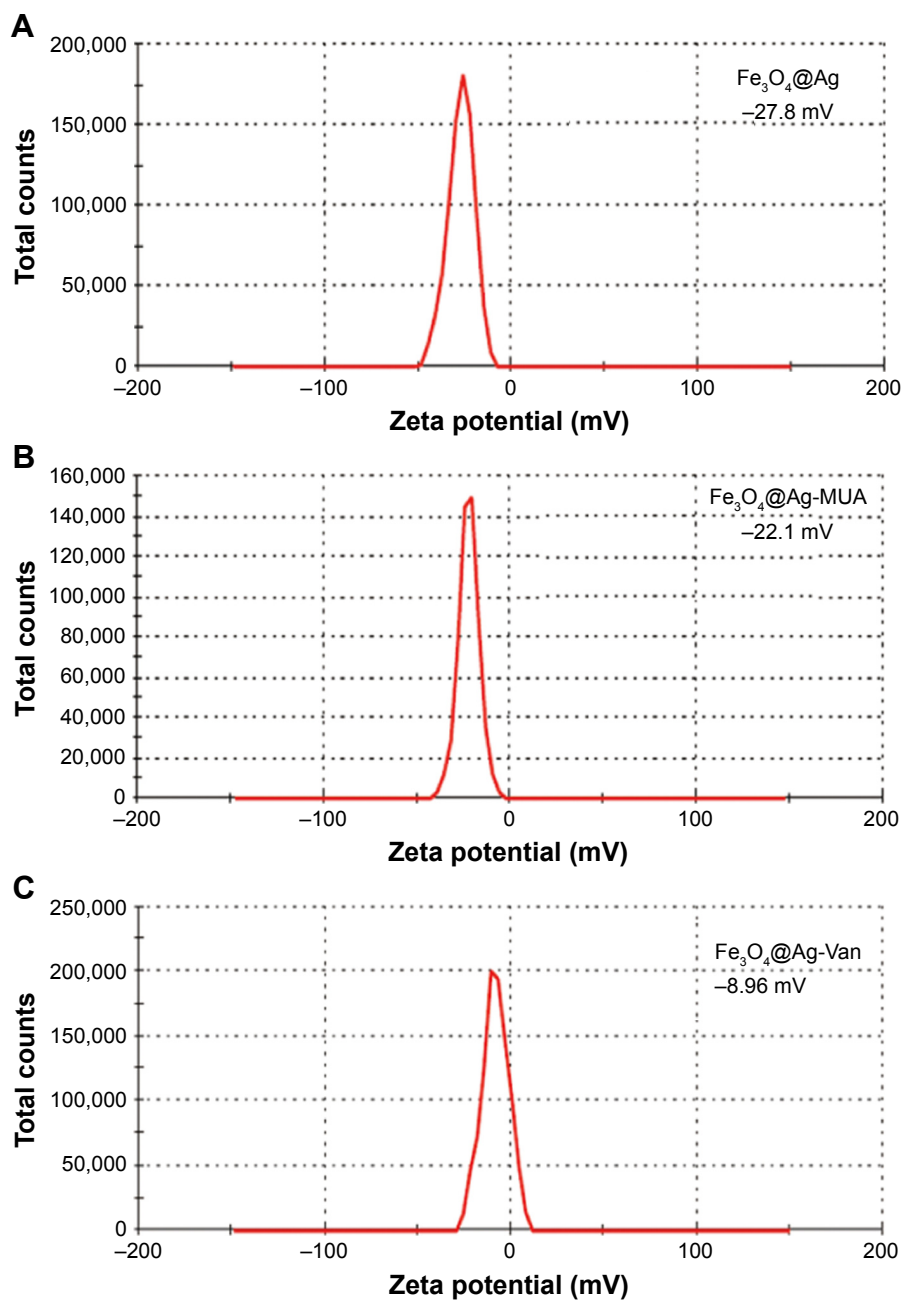 A
200,000
150,000
100,000
50,000
0
Total counts
Fe₃O₄@Ag
–27.8 mV
–200 –100 0 100 200
Zeta potential (mV)
B
160,000
140,000
120,000
100,000
80,000
60,000
40,000
20,000
0
Total counts
Fe₃O₄@Ag-MUA
–22.1 mV
–200 –100 0 100 200
Zeta potential (mV)
C
250,000
200,000
150,000
100,000
50,000
0
Total counts
Fe₃O₄@Ag-Van
–8.96 mV
–200 –100 0 100 200
Zeta potential (mV)